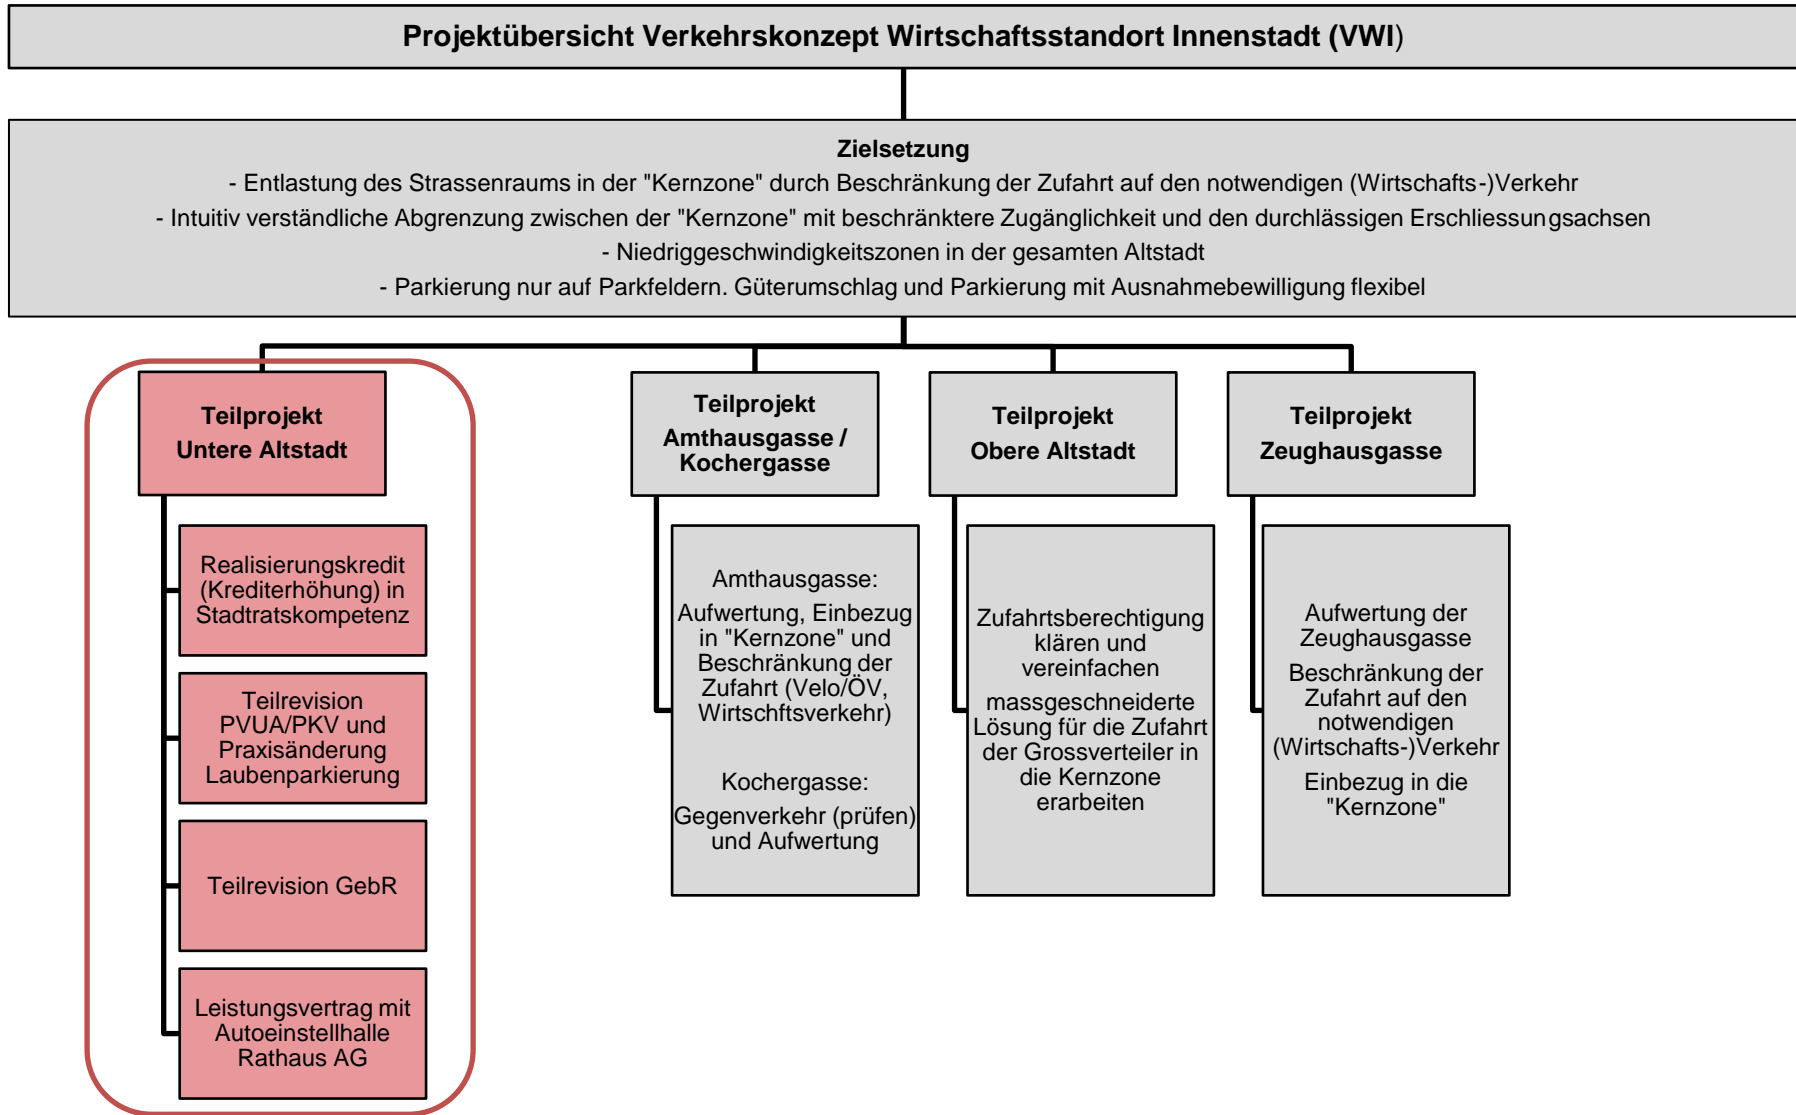 Projektübersicht Verkehrskonzept Wirtschaftsstandort Innenstadt (VWI)
Zielsetzung
- Entlastung des Strassenraums in der "Kernzone" durch Beschränkung der Zufahrt auf den notwendigen (Wirtschafts-)Verkehr
- Intuitiv verständliche Abgrenzung zwischen der "Kernzone" mit beschränktere Zugänglichkeit und den durchlässigen Erschliessungsachsen
- Niedriggeschwindigkeitszonen in der gesamten Altstadt
- Parkierung nur auf Parkfeldern. Güterumschlag und Parkierung mit Ausnahmebewilligung flexibel
Teilprojekt
Untere Altstadt
Realisierungskredit
(Krediterhöhung) in
Stadtratskompetenz
Teilrevision
PVUA/PKV und
Praxisänderung
Laubenparkierung
Teilrevision GebR
Leistungsvertrag mit
Autoeinstellhalle
Rathaus AG
Teilprojekt
Amthausgasse /
Kochergasse
Amthausgasse:
Aufwertung, Einbezug
in "Kernzone" und
Beschränkung der
Zufahrt (Velo/ÖV,
Wirtschftsverkehr)
Kochergasse:
Gegenverkehr (prüfen)
und Aufwertung
Teilprojekt
Obere Altstadt
Zufahrtsberechtigung
klären und
vereinfachen
massgeschneiderte
Lösung für die Zufahrt
der Grossverteiler in
die Kernzone
erarbeiten
Teilprojekt
Zeughausgasse
Aufwertung der
Zeughausgasse
Beschränkung der
Zufahrt auf den
notwendigen
(Wirtschafts-)Verkehr
Einbezug in die
"Kernzone"